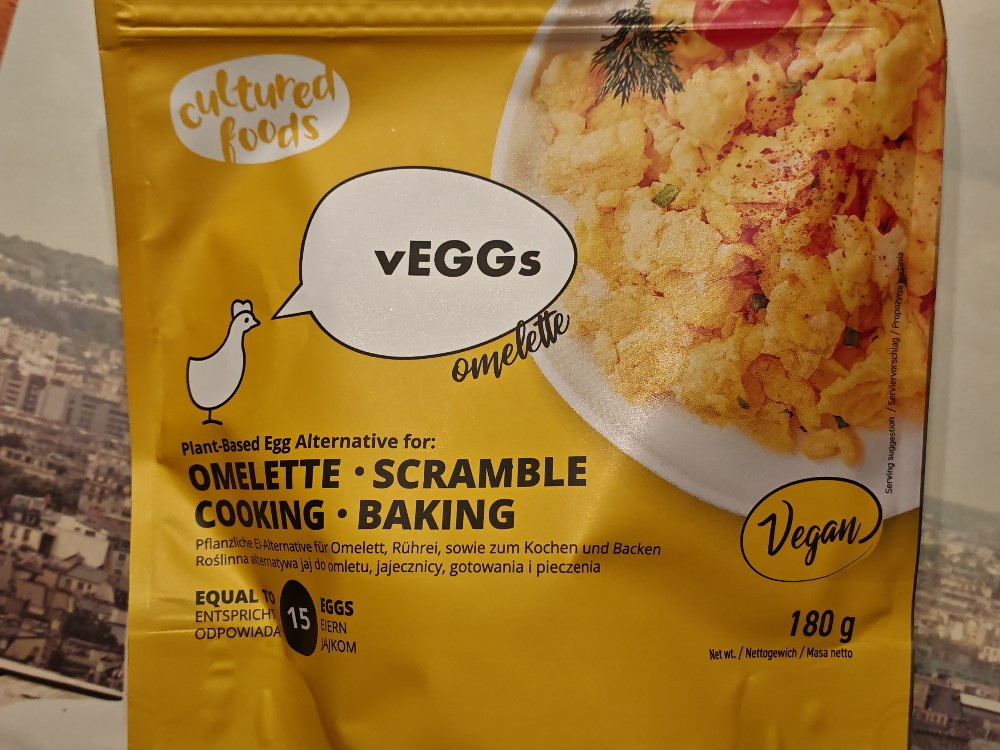 cultured
foods
vEGGs
omelette
Plant-Based Egg Alternative for:
OMELETTE • SCRAMBLE
COOKING • BAKING
Pflanzliche Ei-Alternative für Omelett, Rührei, sowie zum Kochen und Backen
Roślinna alternatywa jaj do omletu, jajecznicy, gotowania i pieczenia
EQUAL TO
ENTSPRICHT
ODPOWIADA
15
EGGS
EIERN
JAJKOM
Serving suggestion / Serviervorschlag / Propozycja podania
Vegan
180 g
Net wt. / Nettogewich / Masa netto